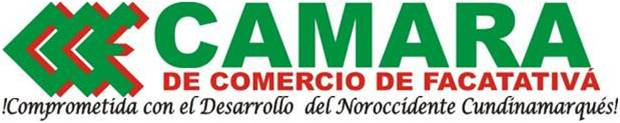 CAMARA
DE COMERCIO DE FACATATIVÁ
!Comprometida con el Desarrollo del Noroccidente Cundinamarqués!